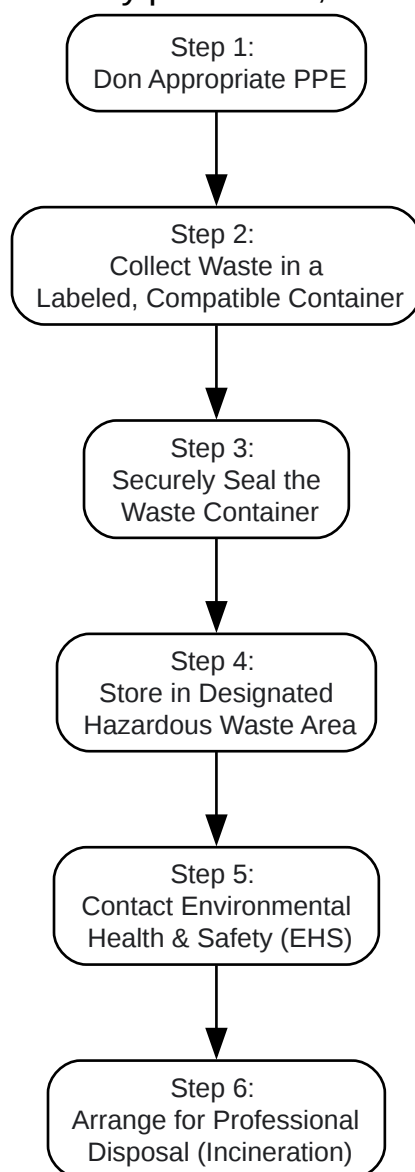 Step 1:
Don Appropriate PPE
Step 2:
Collect Waste in a
Labeled, Compatible Container
Step 3:
Securely Seal the
Waste Container
Step 4:
Store in Designated
Hazardous Waste Area
Step 5:
Contact Environmental
Health & Safety (EHS)
Step 6:
Arrange for Professional
Disposal (Incineration)